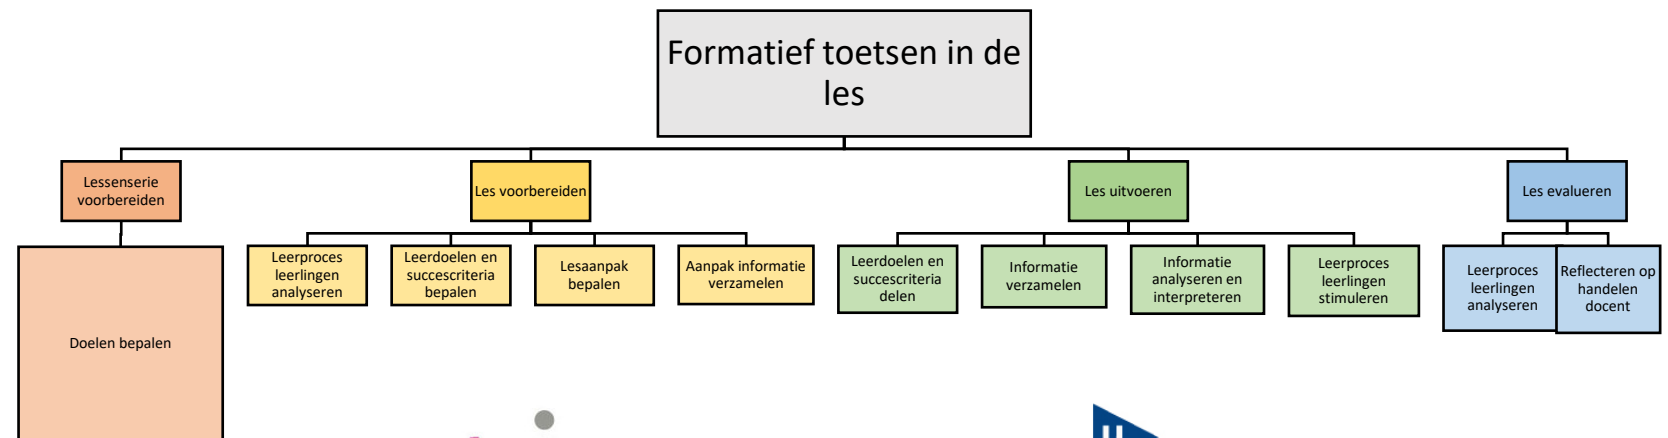 Formatief toetsen in de
les
Lessenserie
voorbereiden
Les voorbereiden
Les uitvoeren
Les evalueren
Doelen bepalen
Leerproces
leerlingen
analyseren
Leerdoelen en
succescriteria
bepalen
Lesaanpak
bepalen
Aanpak informatie
verzamelen
Leerdoelen en
succescriteria
delen
Informatie
verzamelen
Informatie
analyseren en
interpreteren
Leerproces
leerlingen
stimuleren
Leerproces
leerlingen
analyseren
Reflecteren op
handelen
docent